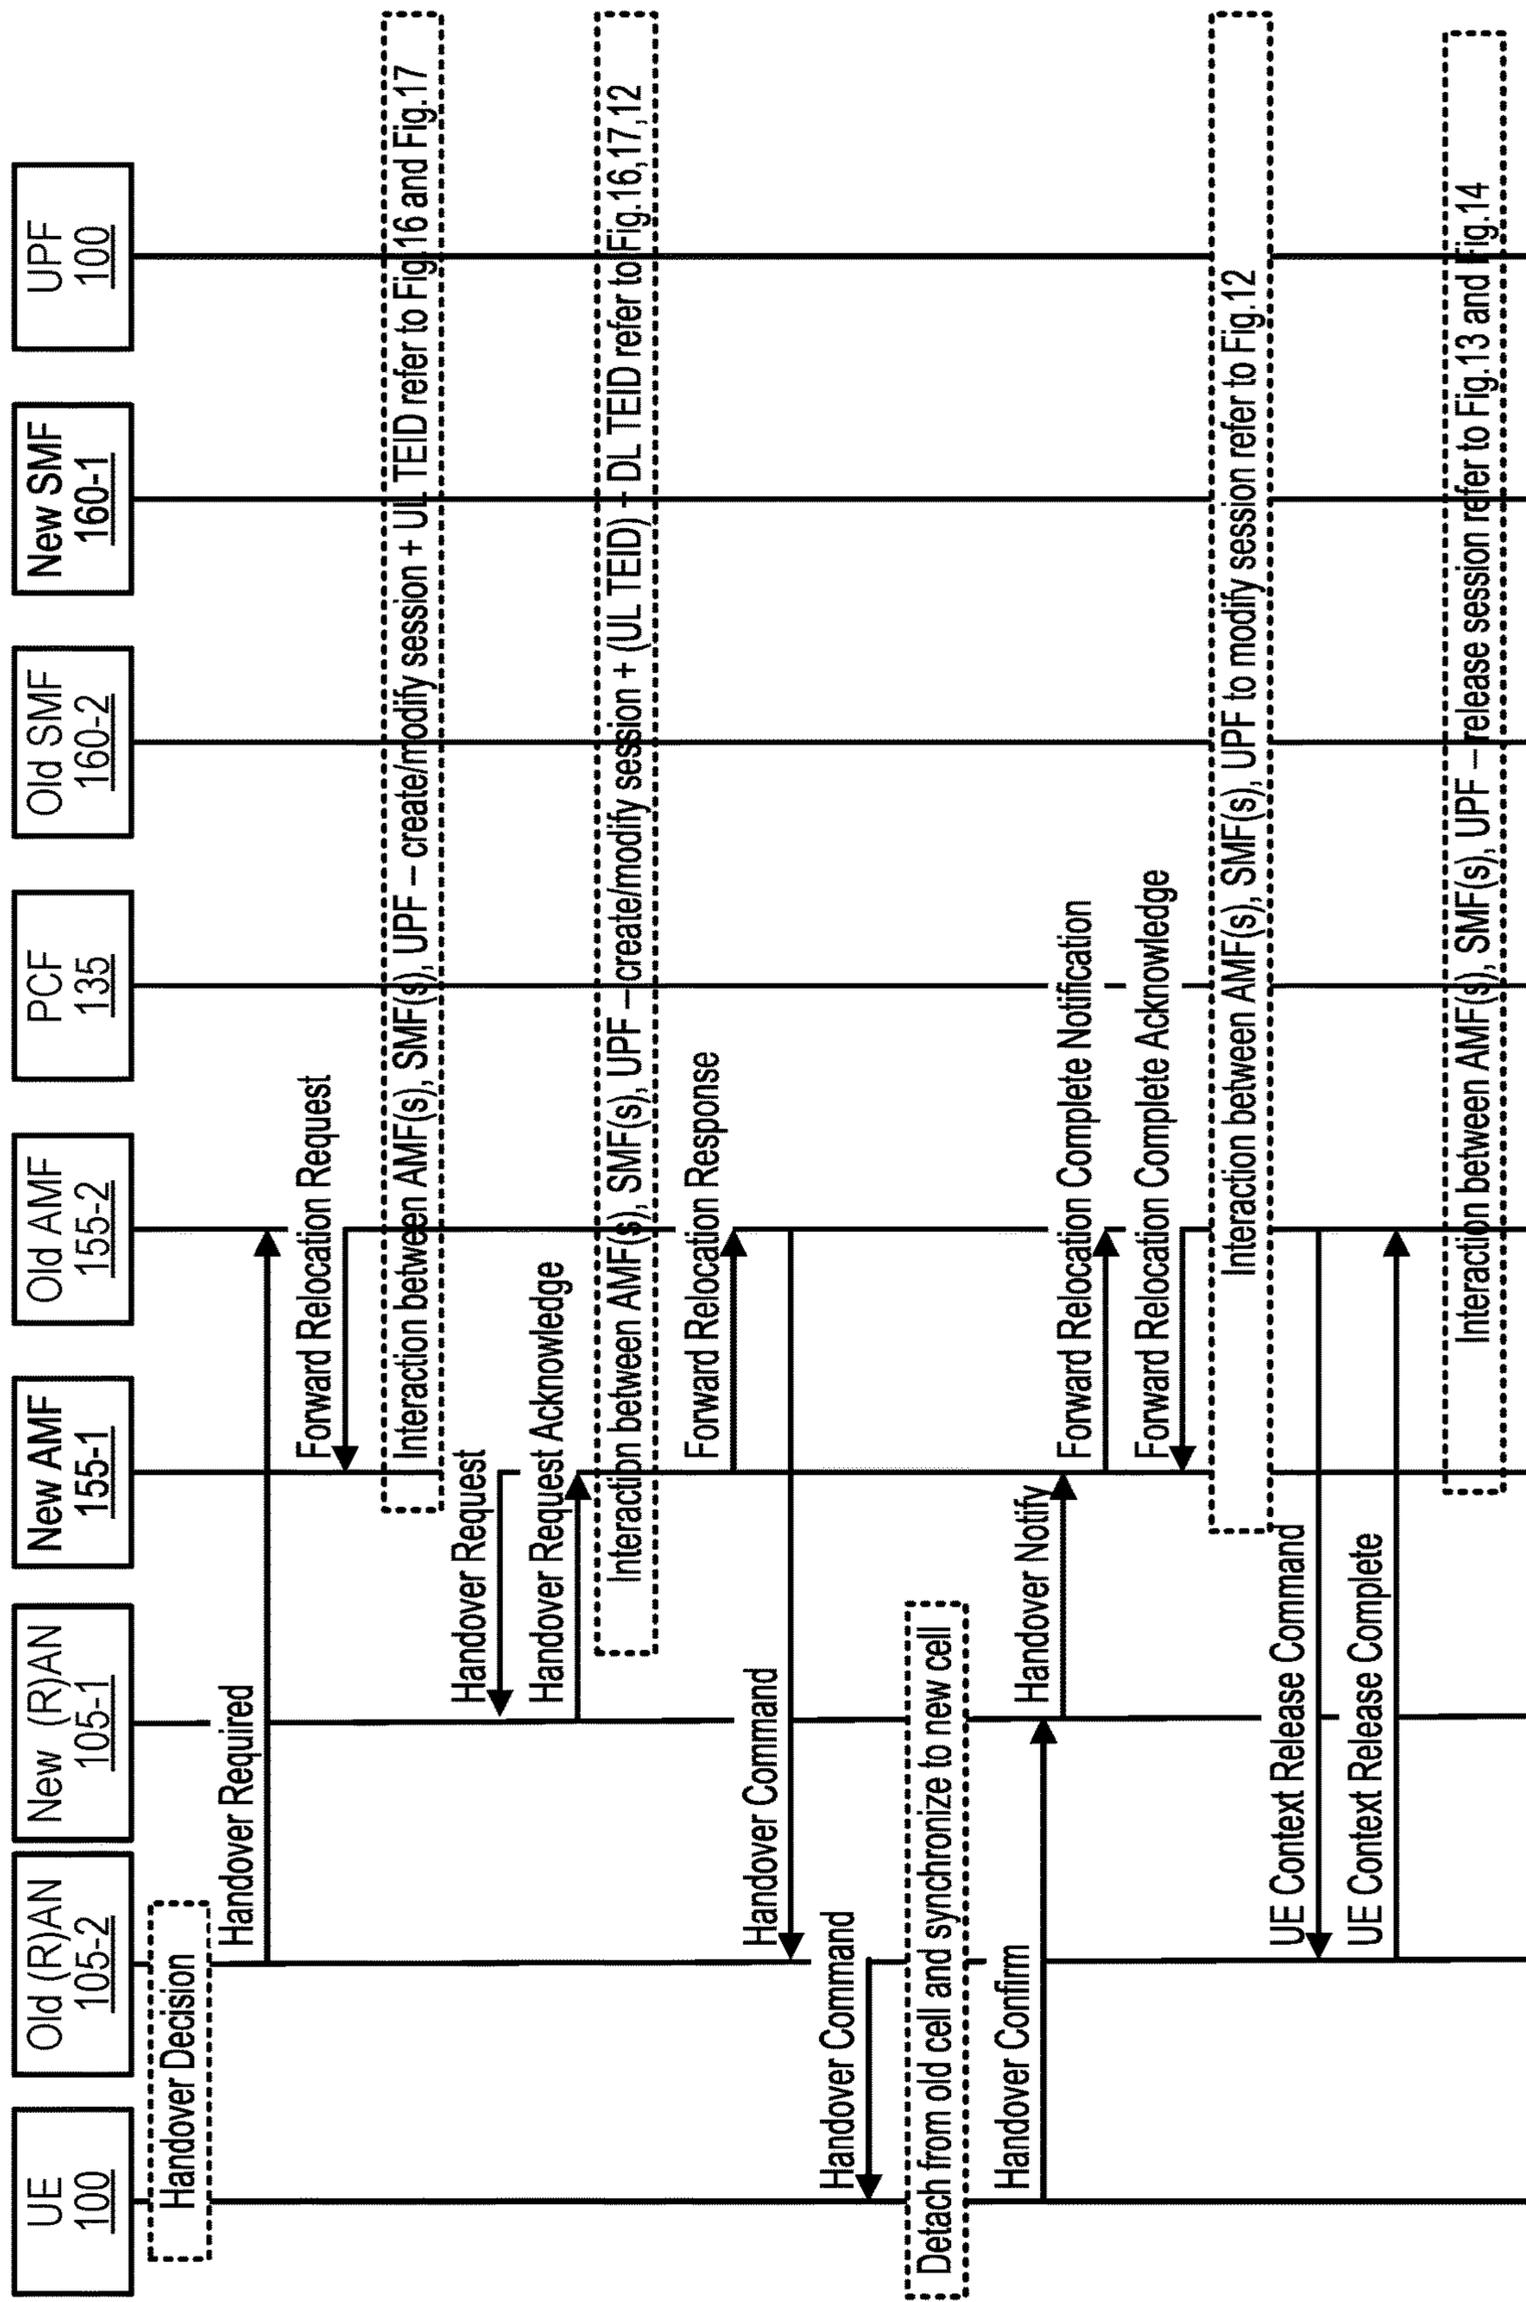 UE
100
Old (R)AN
105-2
New (R)AN
105-1
New AMF
155-1
Old AMF
155-2
PCF
135
Old SMF
160-2
New SMF
160-1
UPF
100
Handover Decision
Handover Required
Forward Relocation Request
Interaction between AMF(s), SMF(s), UPF – create/modify session + UL TEID refer to Fig.16 and Fig.17
Handover Request
Handover Request Acknowledge
Interaction between AMF(s), SMF(s), UPF – create/modify session + (UL TEID) + DL TEID refer to Fig.16,17,12
Forward Relocation Response
Handover Command
Handover Command
Detach from old cell and synchronize to new cell
Handover Confirm
Handover Notify
Forward Relocation Complete Notification
Forward Relocation Complete Acknowledge
Interaction between AMF(s), SMF(s), UPF to modify session refer to Fig.12
UE Context Release Command
UE Context Release Complete
Interaction between AMF(s), SMF(s), UPF – release session refer to Fig.13 and Fig.14